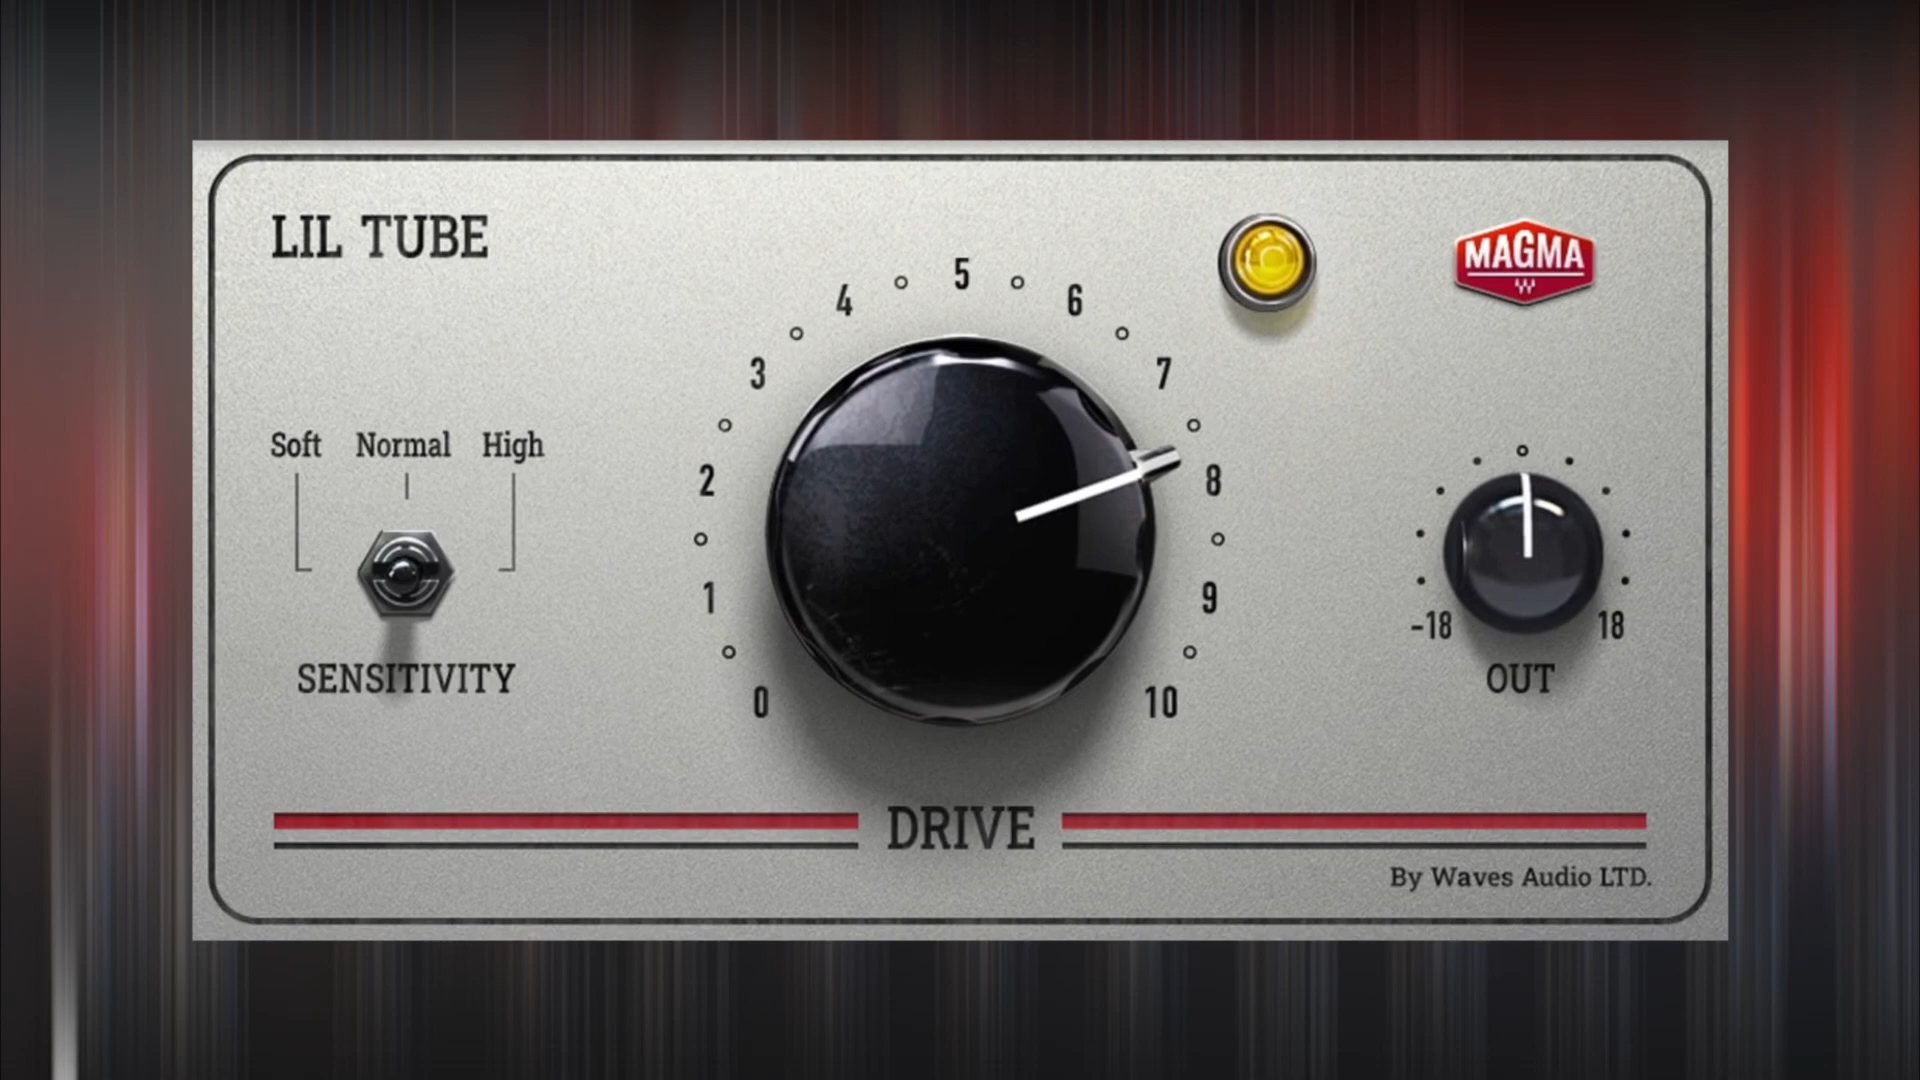 LIL TUBE
MAGMA
5
4
6
3
7
2
8
1
9
0
10
Soft Normal High
SENSITIVITY
-18
18
OUT
DRIVE
By Waves Audio LTD.